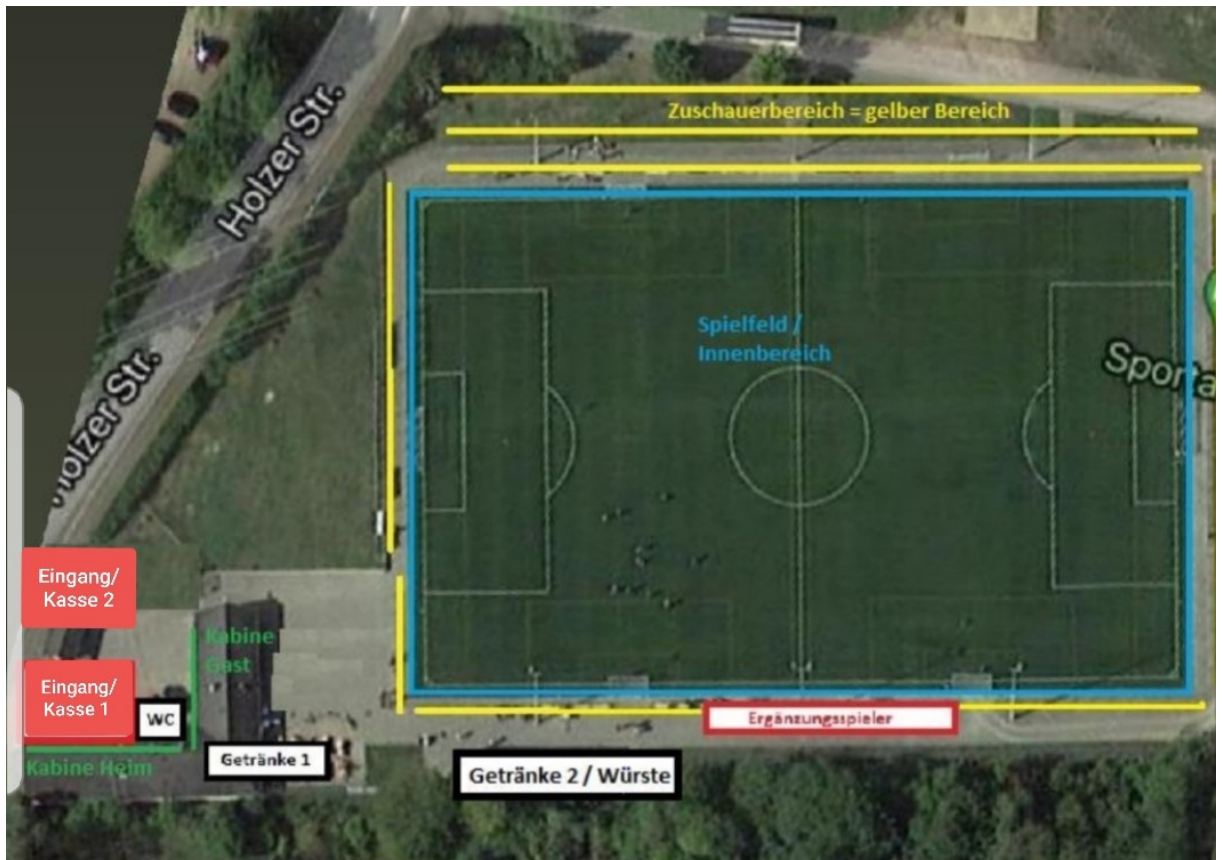 Holzer Str.
Zuschauerbereich = gelber Bereich
Spielfeld /
Innenbereich
Holzer Str.
Eingang/
Kasse 2
Kabine
Gast
Eingang/
Kasse 1
WC
Kabine Heim
Getränke 1
Ergänzungsspieler
Getränke 2 / Würste